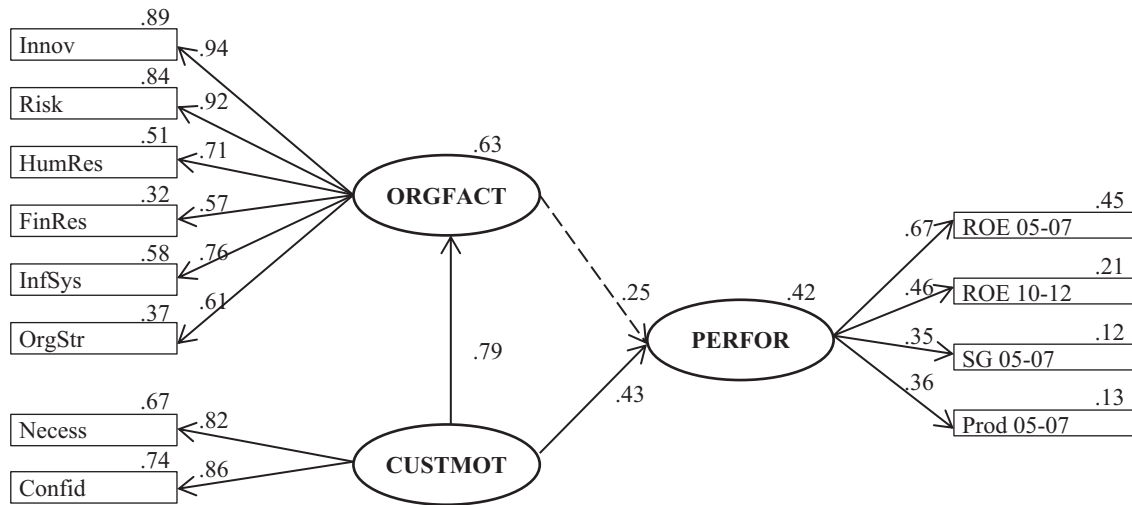 .89
Innov
.94
.84
Risk
.92
.51
HumRes
.71
.32
FinRes
.57
.58
InfSys
.76
.37
OrgStr
.61
.63
ORGFACT
.67
Necess
.82
.74
Confid
.86
CUSTMOT
.79
.25
.43
.42
PERFOR
.45
ROE 05-07
.67
.21
ROE 10-12
.46
.12
SG 05-07
.35
.13
Prod 05-07
.36